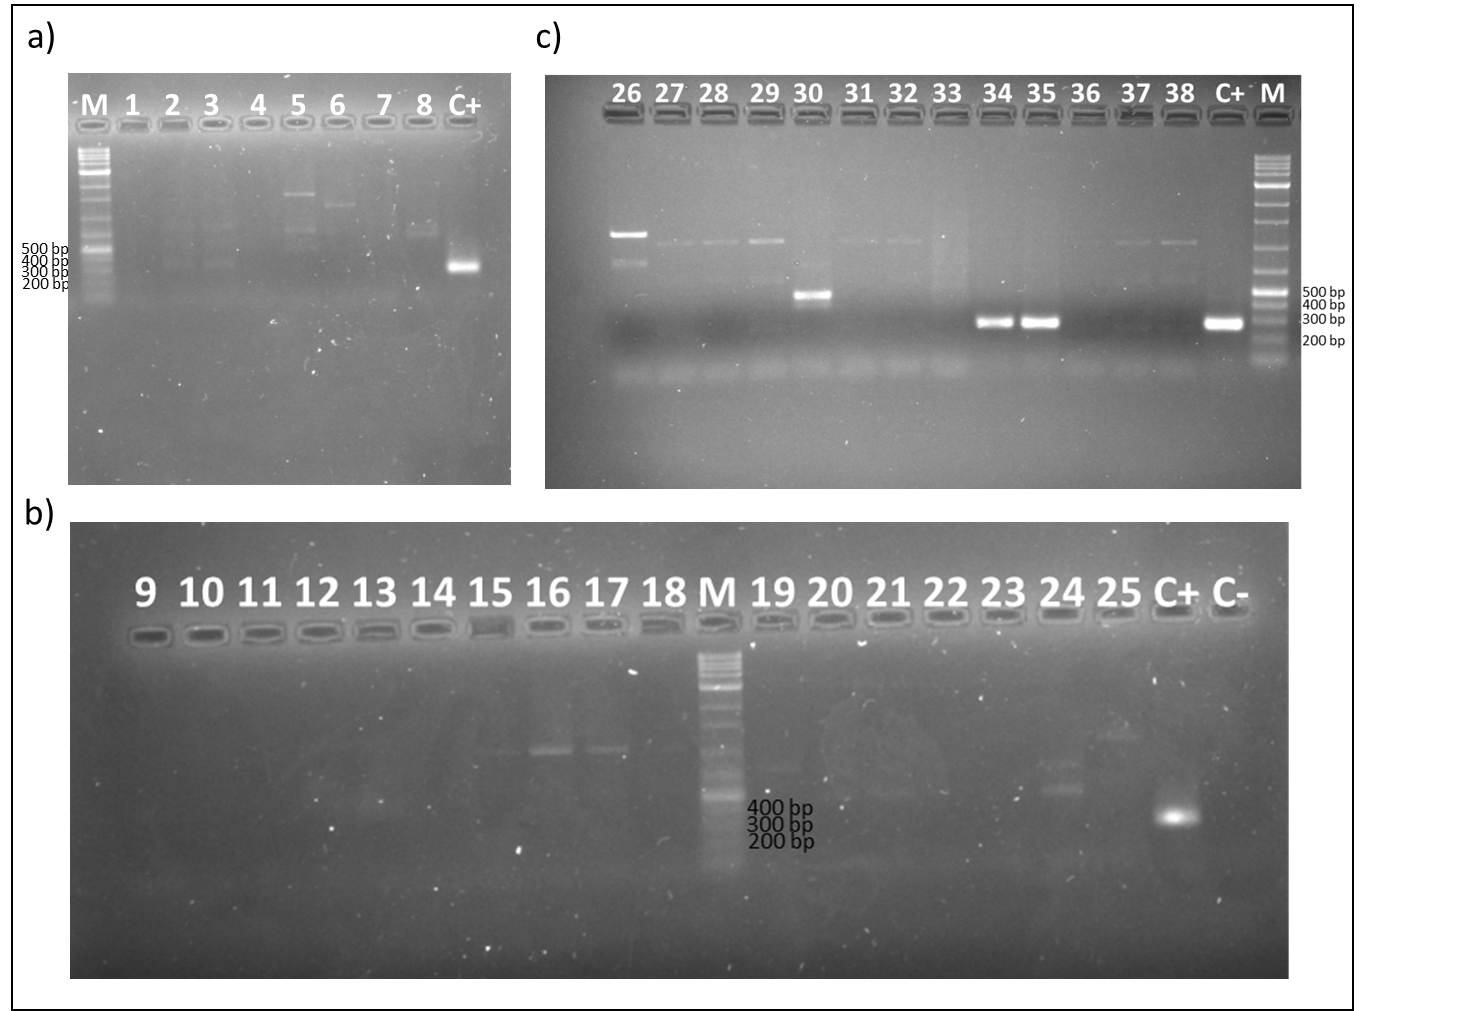 a)
M 1 2 3 4 5 6 7 8 C+
500 bp
400 bp
300 bp
200 bp
c)
26 27 28 29 30 31 32 33 34 35 36 37 38 C+ M
500 bp
400 bp
300 bp
200 bp
b)
9 10 11 12 13 14 15 16 17 18 M 19 20 21 22 23 24 25 C+ C-
400 bp
300 bp
200 bp